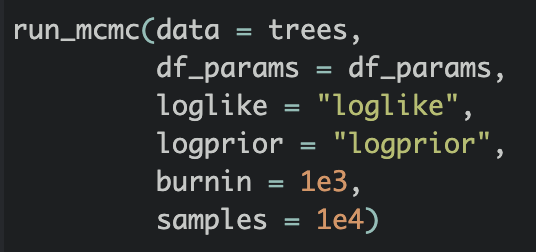 run_mcmc(data = trees,
         df_params = df_params,
         loglike = "loglike",
         logprior = "logprior",
         burnin = 1e3,
         samples = 1e4)